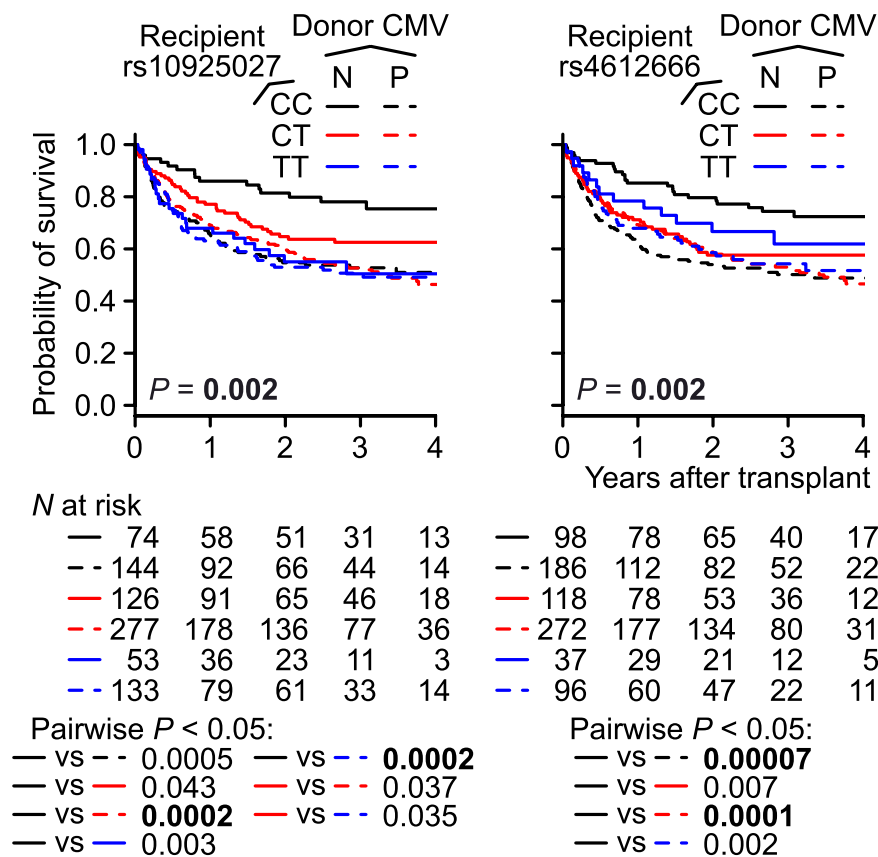 Donor CMV
Recipient
rs10925027
N P
CC
CT
TT
Donor CMV
Recipient
rs4612666
N P
CC
CT
TT
Probability of survival
1.0
0.8
0.6
0.4
0.2
0.0
P = 0.002
0 1 2 3 4
P = 0.002
0 1 2 3 4
Years after transplant
N at risk
74 58 51 31 13
144 92 66 44 14
126 91 65 46 18
277 178 136 77 36
53 36 23 11 3
133 79 61 33 14
98 78 65 40 17
186 112 82 52 22
118 78 53 36 12
272 177 134 80 31
37 29 21 12 5
96 60 47 22 11
Pairwise P < 0.05:
vs 0.0005
vs 0.043
vs 0.0002
vs 0.003
vs 0.0002
vs 0.037
vs 0.035
Pairwise P < 0.05:
vs 0.00007
vs 0.007
vs 0.0001
vs 0.002